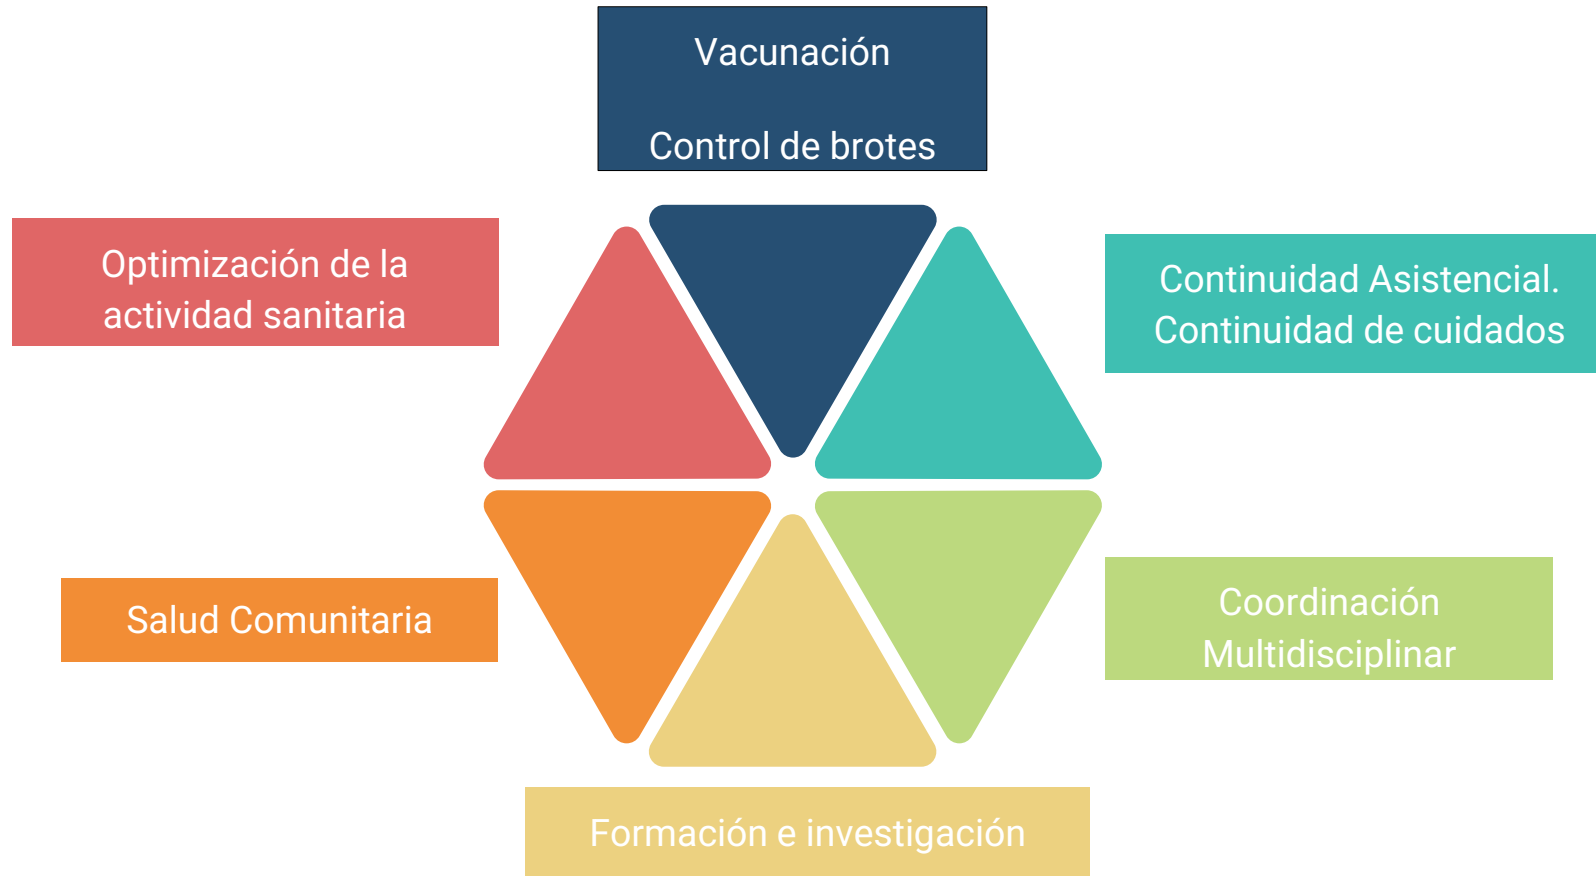 Vacunación
Control de brotes
Optimización de la
actividad sanitaria
Continuidad Asistencial.
Continuidad de cuidados
Salud Comunitaria
Coordinación
Multidisciplinar
Formación e investigación